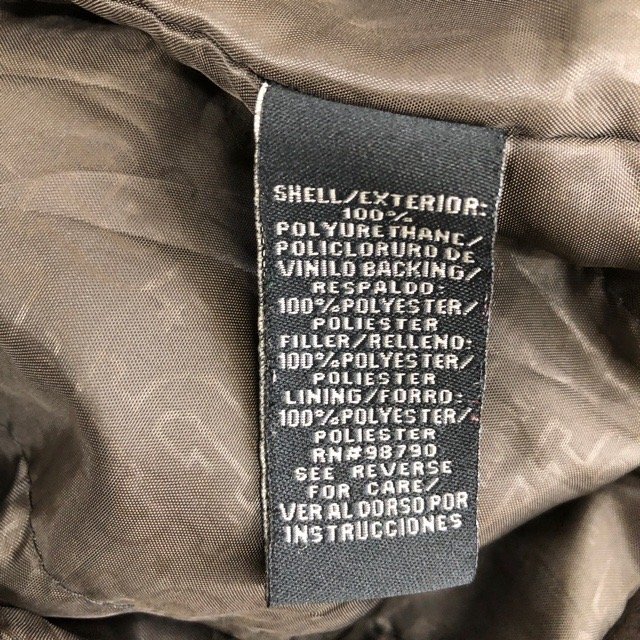 SHELL/EXTERIOR:
100%
POLYURETHANE/
POLICLORURO DE
VINILO BACKING/
RESPALDO:
100%POLYESTER/
POLIESTER
FILLER/RELLENO:
100%POLYESTER/
POLIESTER
LINING/FORRO:
100%POLYESTER/
POLIESTER
RN#98790
SEE REVERSE
FOR CARE/
VER AL DORSO POR
INSTRUCCIONES